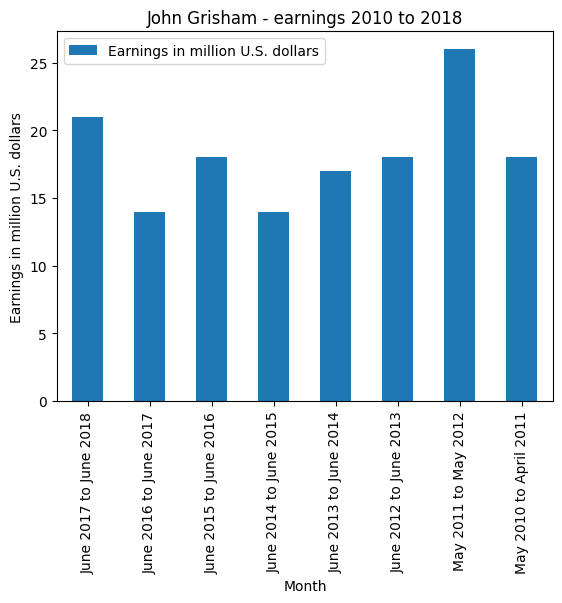 John Grisham - earnings 2010 to 2018
Earnings in million U.S. dollars
Earnings in million U.S. dollars
25
20
15
10
5
0
June 2017 to June 2018
June 2016 to June 2017
June 2015 to June 2016
June 2014 to June 2015
June 2013 to June 2014
June 2012 to June 2013
May 2011 to May 2012
May 2010 to April 2011
Month